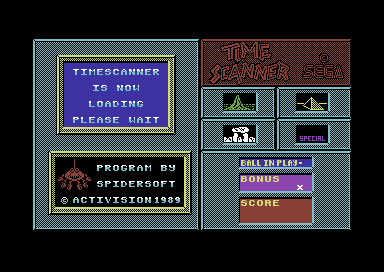 TIMESCANNER
IS NOW
LOADING
PLEASE WAIT
PROGRAM BY
SPIDERSOFT
© ACTIVISION 1989
TIME
SCANNER
SEGA
SPECIAL
BALL IN PLAY-
BONUS
X
SCORE